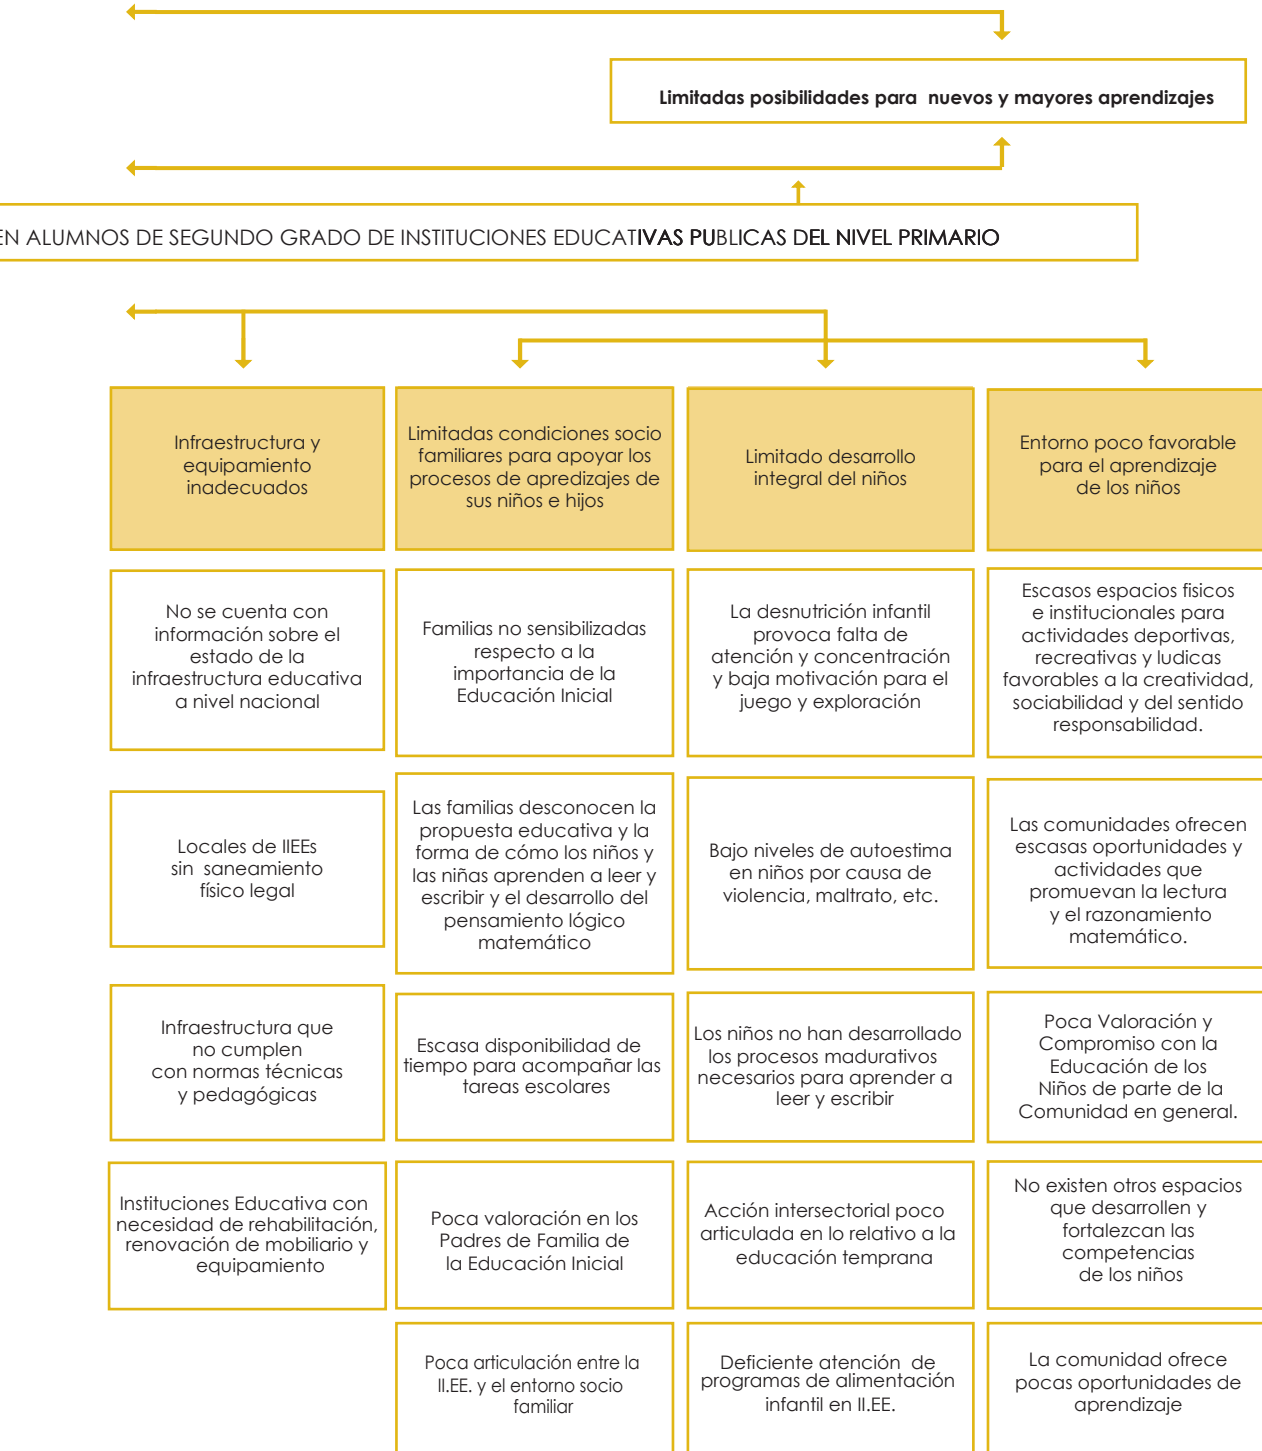 Limitadas posibilidades para nuevos y mayores aprendizajes
EN ALUMNOS DE SEGUNDO GRADO DE INSTITUCIONES EDUCATIVAS PUBLICAS DEL NIVEL PRIMARIO
Infraestructura y
equipamiento
inadecuados
Limitadas condiciones socio
familiares para apoyar los
procesos de apredizajes de
sus niños e hijos
Limitado desarrollo
integral del niños
Entorno poco favorable
para el aprendizaje
de los niños
No se cuenta con
información sobre el
estado de la
infraestructura educativa
a nivel nacional
Familias no sensibilizadas
respecto a la
importancia de la
Educación Inicial
La desnutrición infantil
provoca falta de
atención y concentración
y baja motivación para el
juego y exploración
Escasos espacios fisicos
e institucionales para
actividades deportivas,
recreativas y ludicas
favorables a la creatividad,
sociabilidad y del sentido
responsabilidad.
Locales de IIEEs
sin saneamiento
físico legal
Las familias desconocen la
propuesta educativa y la
forma de cómo los niños y
las niñas aprenden a leer y
escribir y el desarrollo del
pensamiento lógico
matemático
Bajo niveles de autoestima
en niños por causa de
violencia, maltrato, etc.
Las comunidades ofrecen
escasas oportunidades y
actividades que
promuevan la lectura
y el razonamiento
matemático.
Infraestructura que
no cumplen
con normas técnicas
y pedagógicas
Escasa disponibilidad de
tiempo para acompañar las
tareas escolares
Los niños no han desarrollado
los procesos madurativos
necesarios para aprender a
leer y escribir
Poca Valoración y
Compromiso con la
Educación de los
Niños de parte de la
Comunidad en general.
Instituciones Educativa con
necesidad de rehabilitación,
renovación de mobiliario y
equipamiento
Poca valoración en los
Padres de Familia de
la Educación Inicial
Acción intersectorial poco
articulada en lo relativo a la
educación temprana
No existen otros espacios
que desarrollen y
fortalezcan las
competencias
de los niños
Poca articulación entre la
II.EE. y el entorno socio
familiar
Deficiente atención de
programas de alimentación
infantil en II.EE.
La comunidad ofrece
pocas oportunidades de
aprendizaje